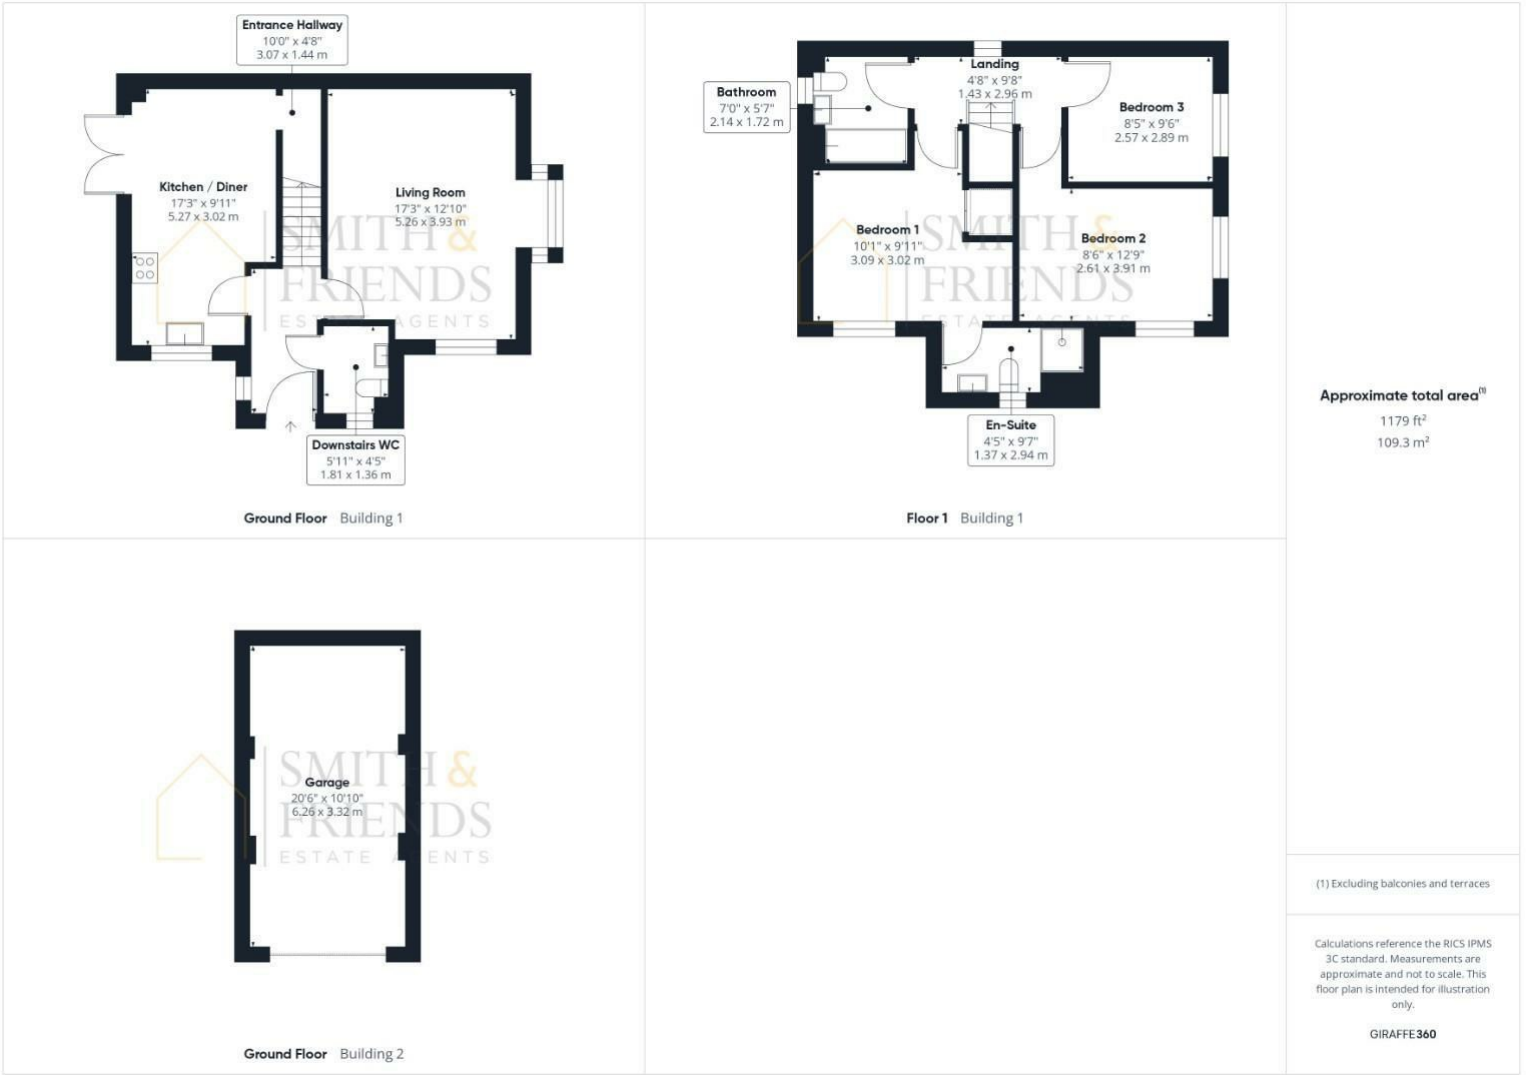 Entrance Hallway
10'0" x 4'8"
3.07 x 1.44 m
Kitchen / Diner
17'3" x 9'11"
5.27 x 3.02 m
Living Room
17'3" x 12'10"
5.26 x 3.93 m
SMITH &
FRIENDS
ESTATE AGENTS
Downstairs WC
5'11" x 4'5"
1.81 x 1.36 m
Ground Floor Building 1
Landing
4'8" x 9'8"
1.43 x 2.96 m
Bathroom
7'0" x 5'7"
2.14 x 1.72 m
Bedroom 3
8'5" x 9'6"
2.57 x 2.89 m
Bedroom 1
10'1" x 9'11"
3.09 x 3.02 m
Bedroom 2
8'6" x 12'9"
2.61 x 3.91 m
SMITH &
FRIENDS
ESTATE AGENTS
En-Suite
4'5" x 9'7"
1.37 x 2.94 m
Floor 1 Building 1
Garage
20'6" x 10'10"
6.26 x 3.32 m
SMITH &
FRIENDS
ESTATE AGENTS
Ground Floor Building 2
Approximate total area(1)
1179 ft²
109.3 m²
(1) Excluding balconies and terraces
Calculations reference the RICS IPMS
3C standard. Measurements are
approximate and not to scale. This
floor plan is intended for illustration
only.
GIRAFFE360